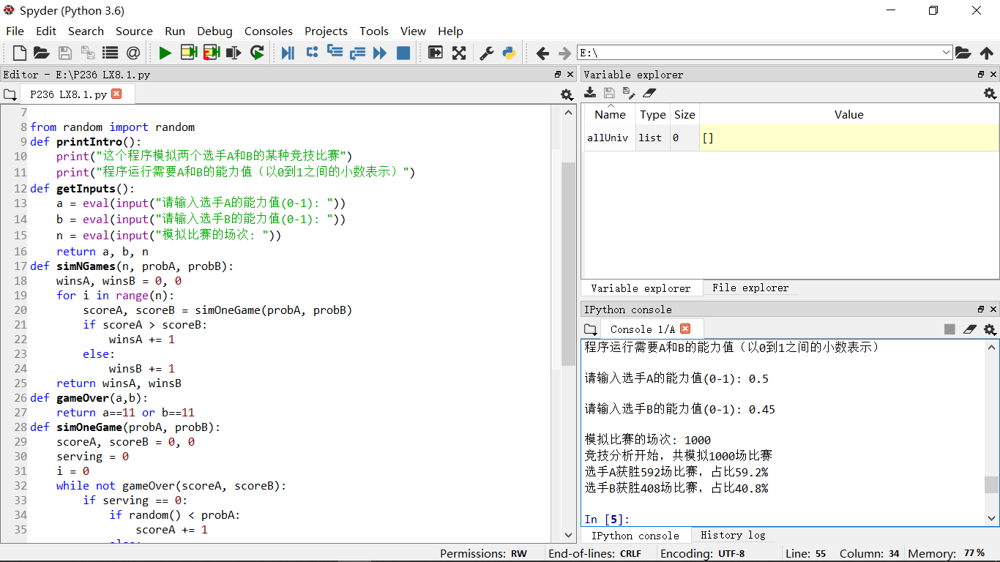 Spyder (Python 3.6)
File Edit Search Source Run Debug Consoles Projects Tools View Help
E:\
Editor - E:\P236 LX8.1.py
P236 LX8.1.py
7
8 from random import random
9 def printIntro():
10     print("这个程序模拟两个选手A和B的某种竞技比赛")
11     print("程序运行需要A和B的能力值（以0到1之间的小数表示）")
12 def getInputs():
13     a = eval(input("请输入选手A的能力值(0-1): "))
14     b = eval(input("请输入选手B的能力值(0-1): "))
15     n = eval(input("模拟比赛的场次: "))
16     return a, b, n
17 def simNGames(n, probA, probB):
18     winsA, winsB = 0, 0
19     for i in range(n):
20         scoreA, scoreB = simOneGame(probA, probB)
21         if scoreA > scoreB:
22             winsA += 1
23         else:
24             winsB += 1
25     return winsA, winsB
26 def gameOver(a,b):
27     return a==11 or b==11
28 def simOneGame(probA, probB):
29     scoreA, scoreB = 0, 0
30     serving = 0
31     i = 0
32     while not gameOver(scoreA, scoreB):
33         if serving == 0:
34             if random() < probA:
35                 scoreA += 1
Variable explorer
Name Type Size Value
allUniv list 0 []
Variable explorer File explorer
IPython console
Console 1/A
程序运行需要A和B的能力值（以0到1之间的小数表示）
请输入选手A的能力值(0-1): 0.5
请输入选手B的能力值(0-1): 0.45
模拟比赛的场次: 1000
竞技分析开始，共模拟1000场比赛
选手A获胜592场比赛，占比59.2%
选手B获胜408场比赛，占比40.8%
In [5]:
IPython console History log
Permissions: RW End-of-lines: CRLF Encoding: UTF-8 Line: 55 Column: 34 Memory: 77 %